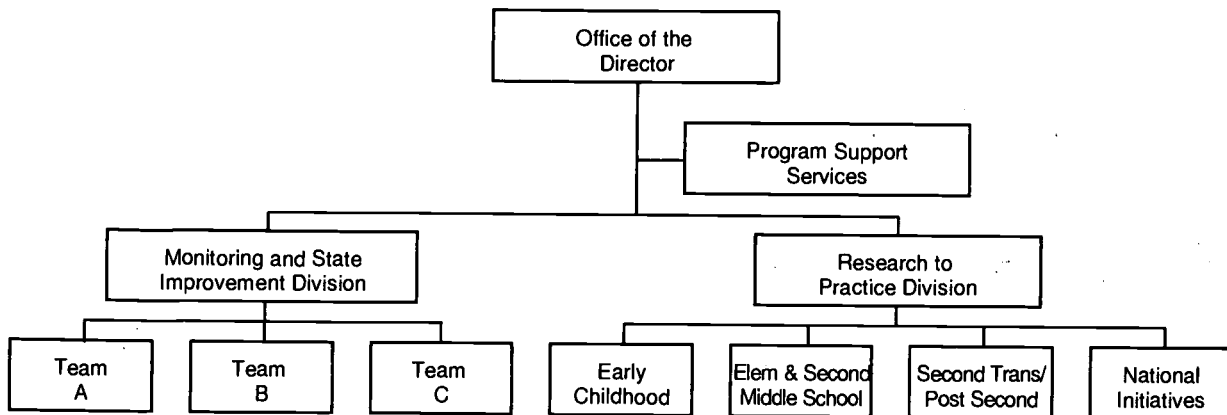 Office of the
Director
Program Support
Services
Monitoring and State
Improvement Division
Research to
Practice Division
Team
A
Team
B
Team
C
Early
Childhood
Elem & Second
Middle School
Second Trans/
Post Second
National
Initiatives